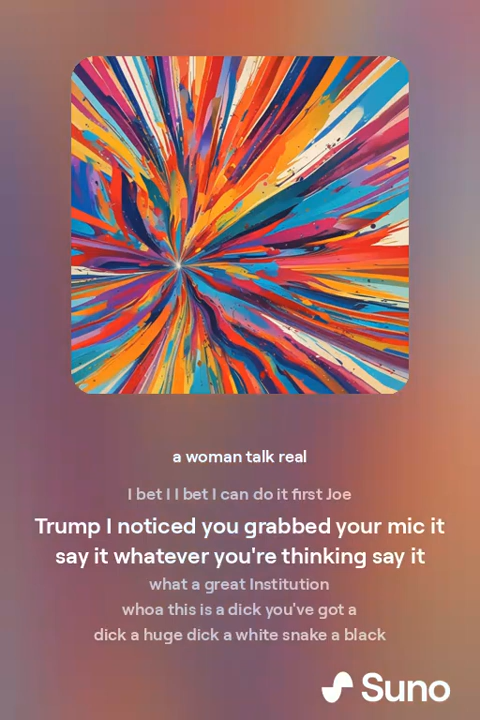 a woman talk real
I bet I I bet I can do it first Joe
Trump I noticed you grabbed your mic it
say it whatever you're thinking say it
what a great Institution
whoa this is a dick you've got a
dick a huge dick a white snake a black
Suno